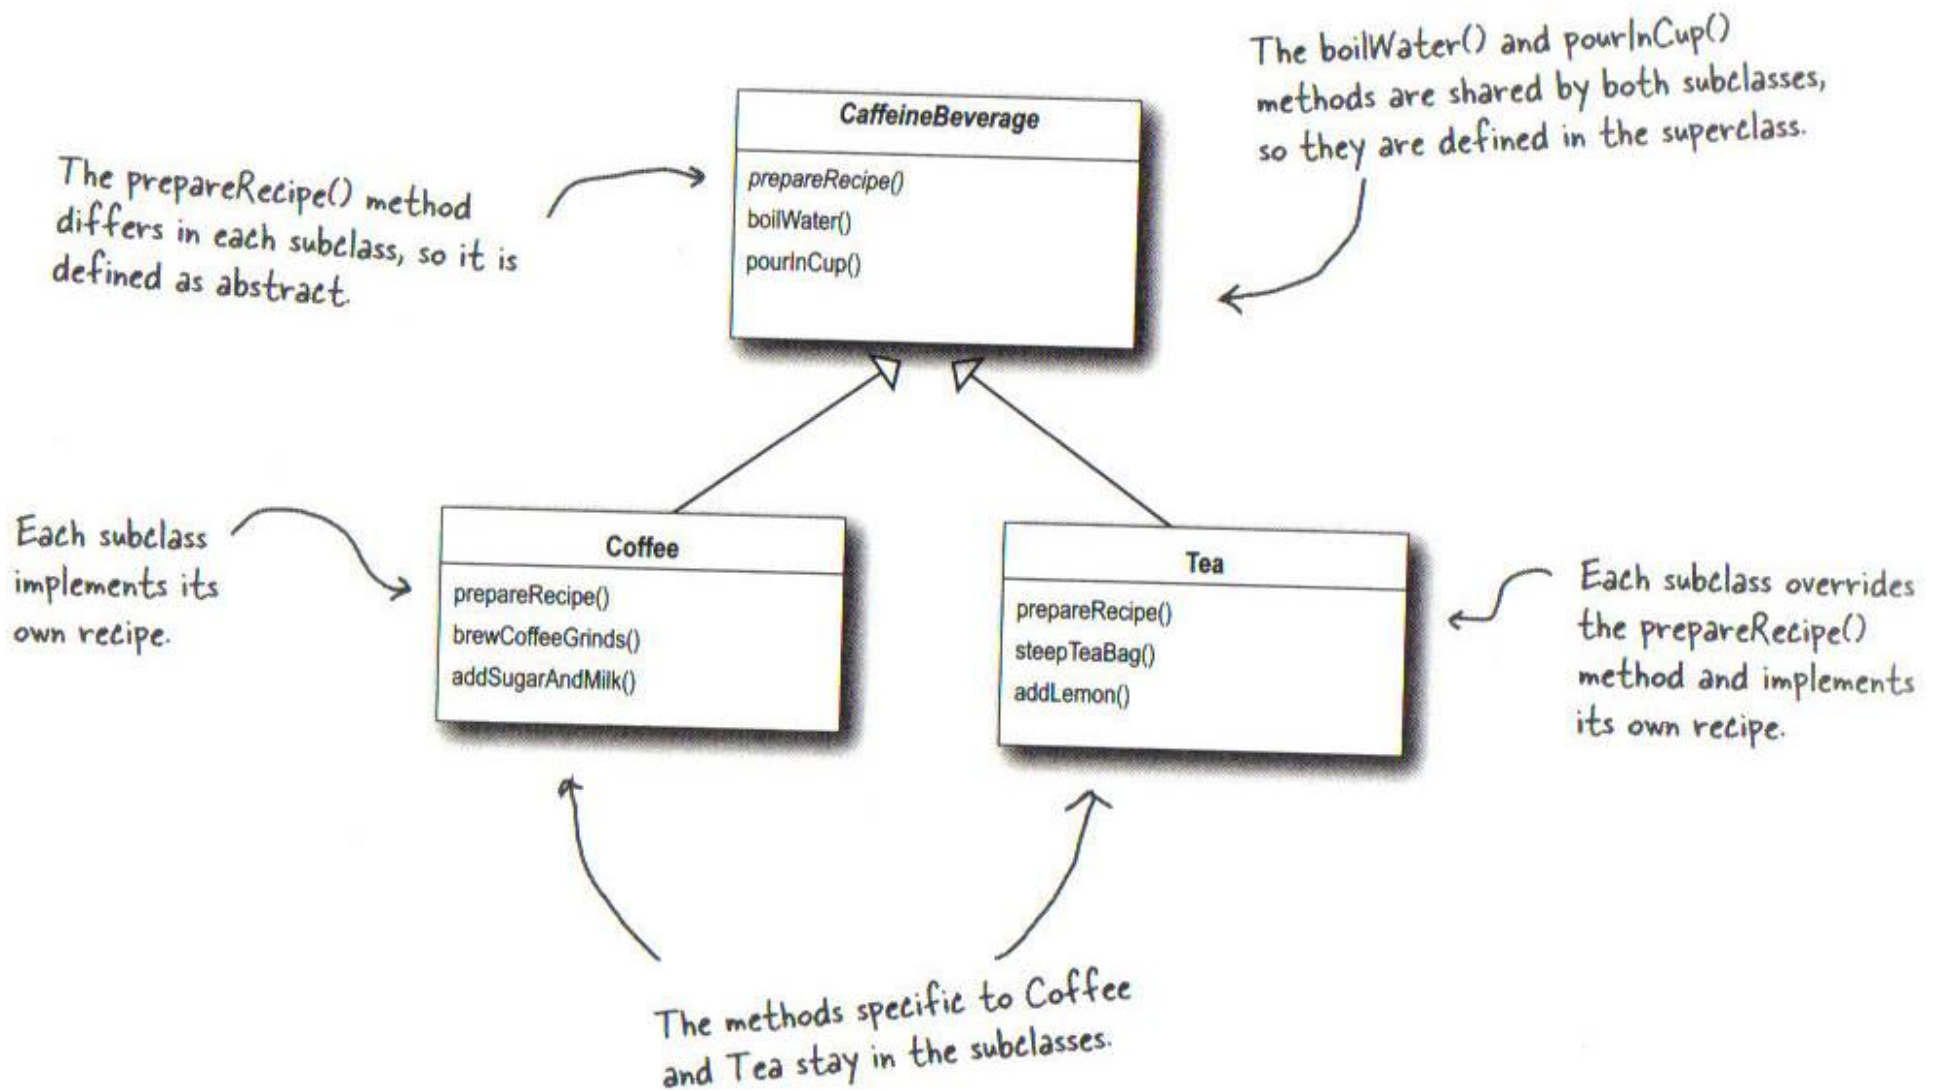 The boilWater() and pourInCup()
methods are shared by both subclasses,
so they are defined in the superclass.
The prepareRecipe() method
differs in each subclass, so it is
defined as abstract.
CaffeineBeverage
prepareRecipe()
boilWater()
pourInCup()
Each subclass
implements its
own recipe.
Coffee
prepareRecipe()
brewCoffeeGrinds()
addSugarAndMilk()
Tea
prepareRecipe()
steepTeaBag()
addLemon()
Each subclass overrides
the prepareRecipe()
method and implements
its own recipe.
The methods specific to Coffee
and Tea stay in the subclasses.